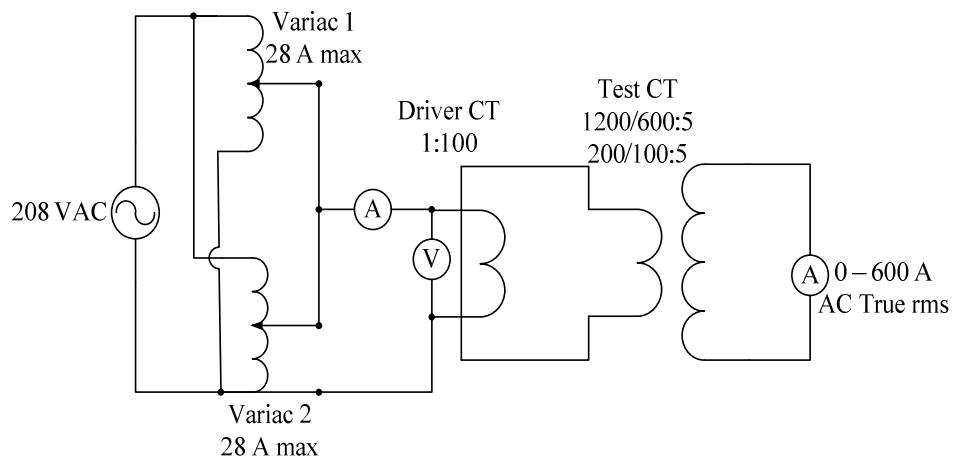 Variac 1
28 A max
Driver CT
1:100
Test CT
1200/600:5
200/100:5
208 VAC
A
V
A
0 – 600 A
AC True rms
Variac 2
28 A max